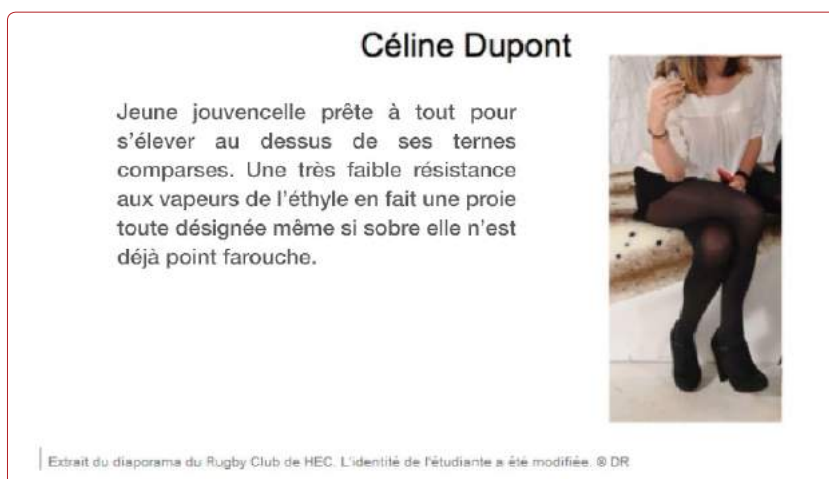 Céline Dupont
Jeune jouvencelle prête à tout pour
s'élever au dessus de ses ternes
comparses. Une très faible résistance
aux vapeurs de l'éthyle en fait une proie
toute désignée même si sobre elle n'est
déjà point farouche.
Extrait du diaporama du Rugby Club de HEC. L'identité de l'étudiante a été modifiée. © DR